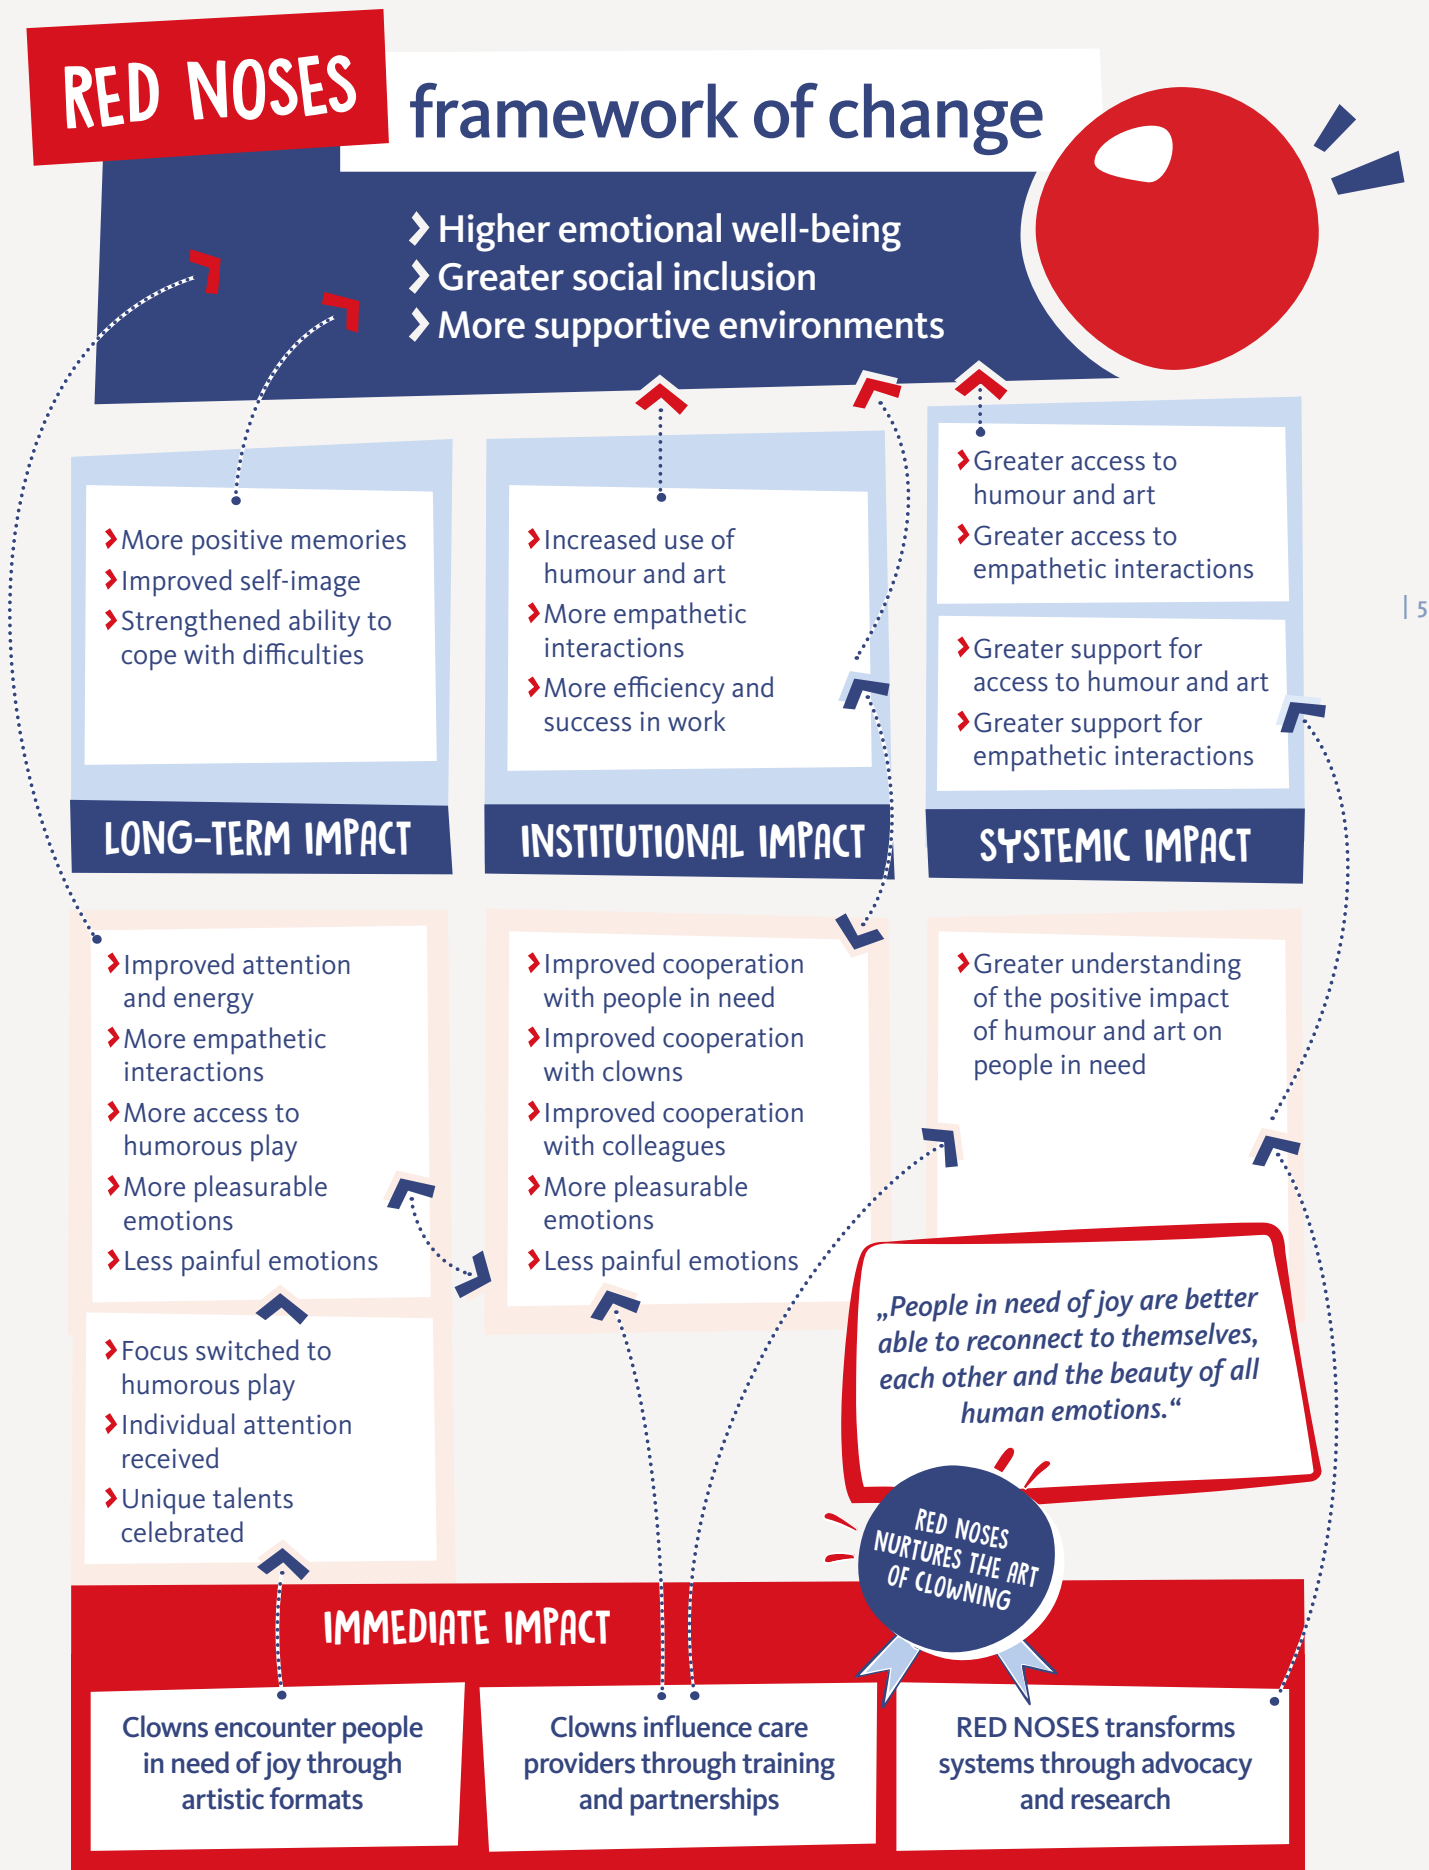 RED NOSES
framework of change
Higher emotional well-being
Greater social inclusion
More supportive environments
More positive memories
Improved self-image
Strengthened ability to
cope with difficulties
Increased use of
humour and art
More empathetic
interactions
More efficiency and
success in work
Greater access to
humour and art
Greater access to
empathetic interactions
Greater support for
access to humour and art
Greater support for
empathetic interactions
| 5
LONG-TERM IMPACT
INSTITUTIONAL IMPACT
SYSTEMIC IMPACT
Improved attention
and energy
More empathetic
interactions
More access to
humorous play
More pleasurable
emotions
Less painful emotions
Focus switched to
humorous play
Individual attention
received
Unique talents
celebrated
Improved cooperation
with people in need
Improved cooperation
with clowns
Improved cooperation
with colleagues
More pleasurable
emotions
Less painful emotions
Greater understanding
of the positive impact
of humour and art on
people in need
„People in need of joy are better
able to reconnect to themselves,
each other and the beauty of all
human emotions.“
RED NOSES
NURTURES THE ART
OF CLOWNING
IMMEDIATE IMPACT
Clowns encounter people
in need of joy through
artistic formats
Clowns influence care
providers through training
and partnerships
RED NOSES transforms
systems through advocacy
and research